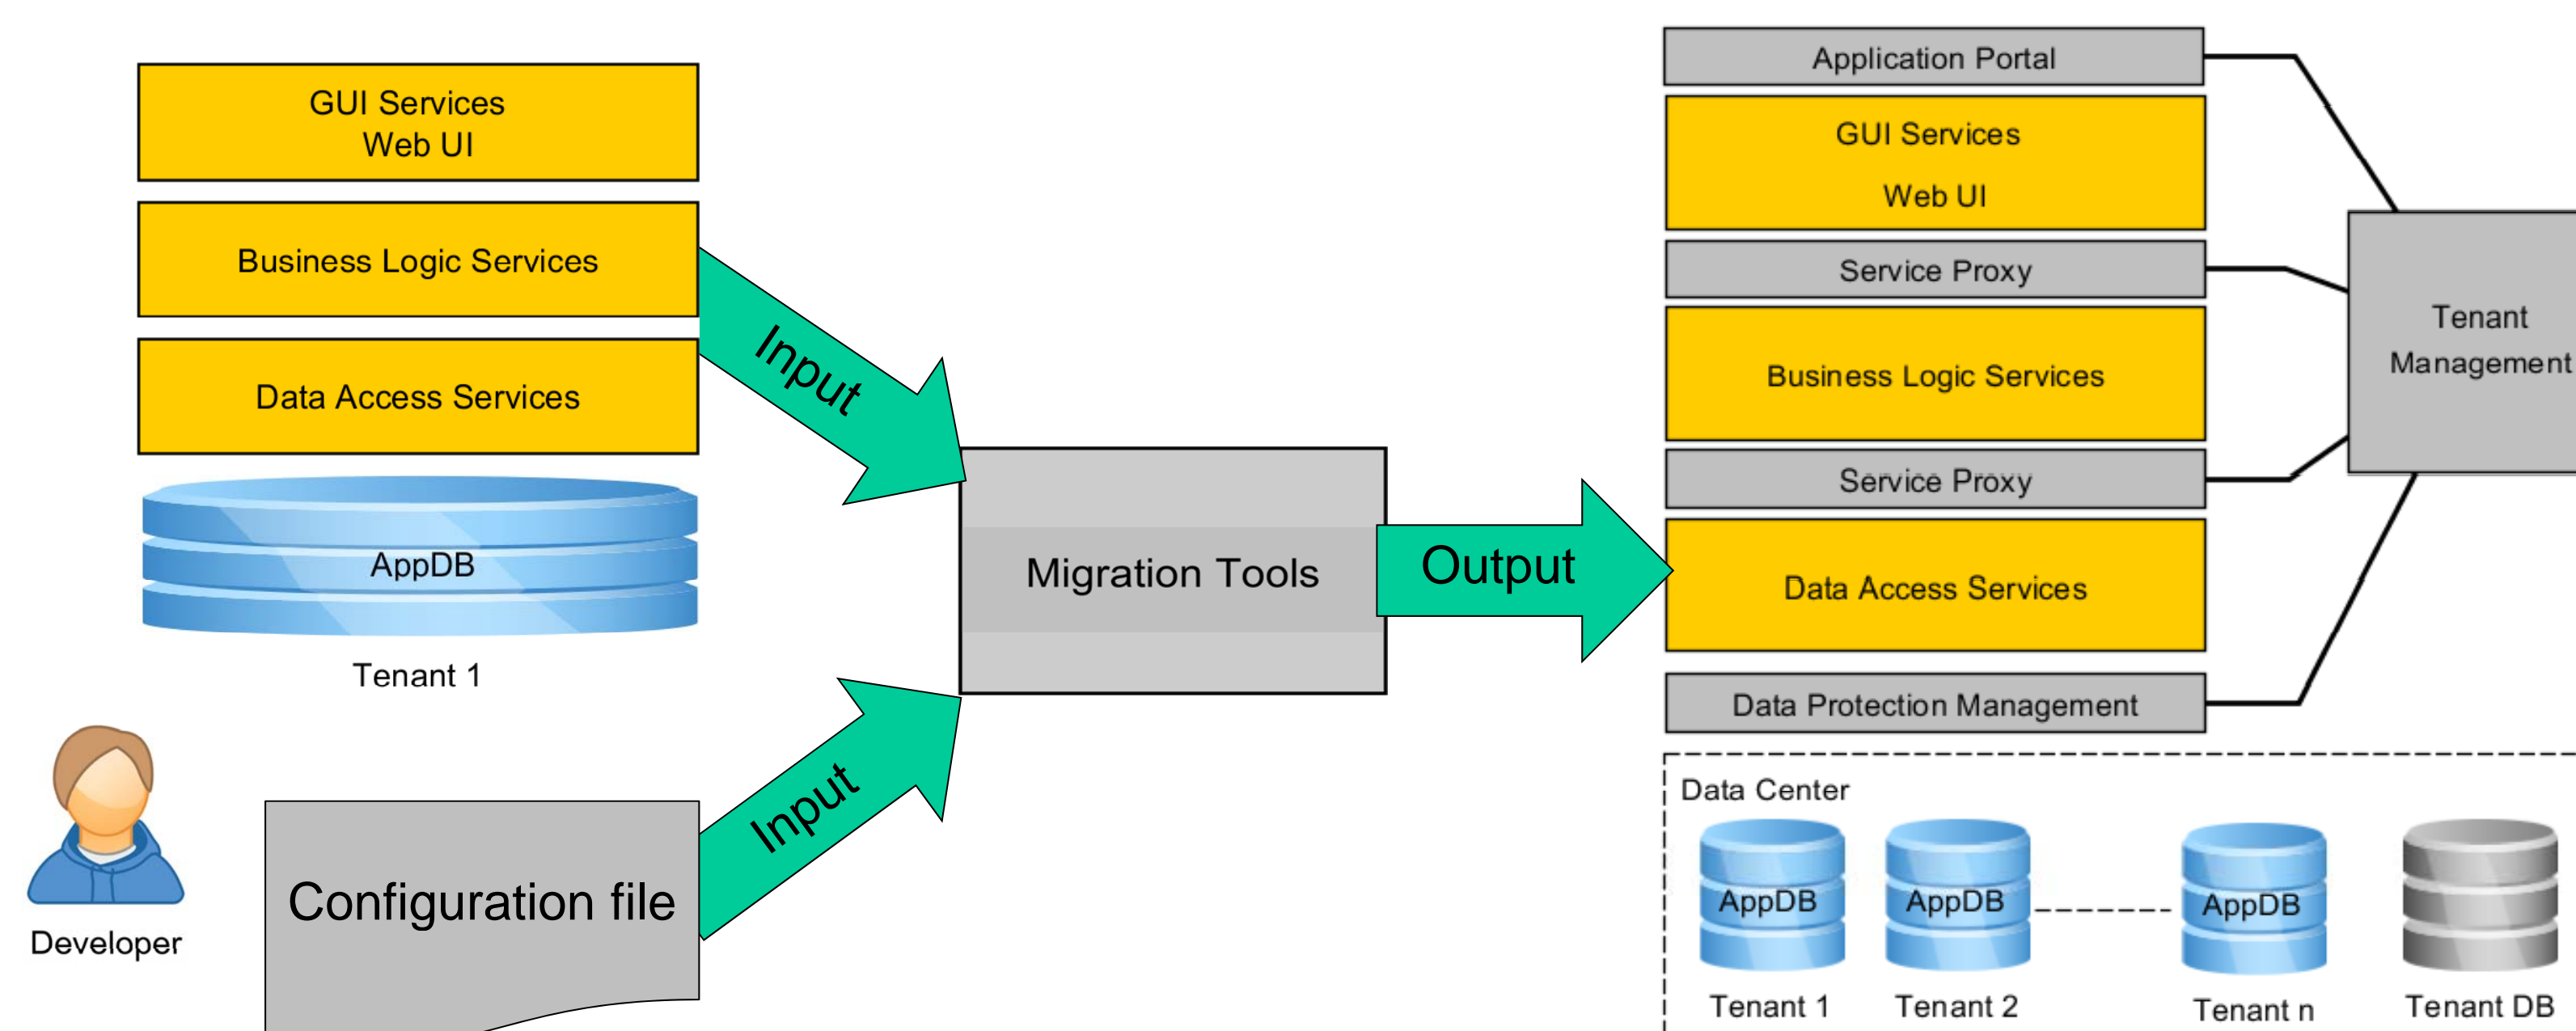 GUI Services
Web UI
Business Logic Services
Data Access Services
AppDB
Tenant 1
Developer
Configuration file
Input
Input
Migration Tools
Output
Application Portal
GUI Services
Web UI
Service Proxy
Business Logic Services
Service Proxy
Data Access Services
Data Protection Management
Tenant
Management
Data Center
AppDB
AppDB
AppDB
Tenant 1
Tenant 2
Tenant n
Tenant DB